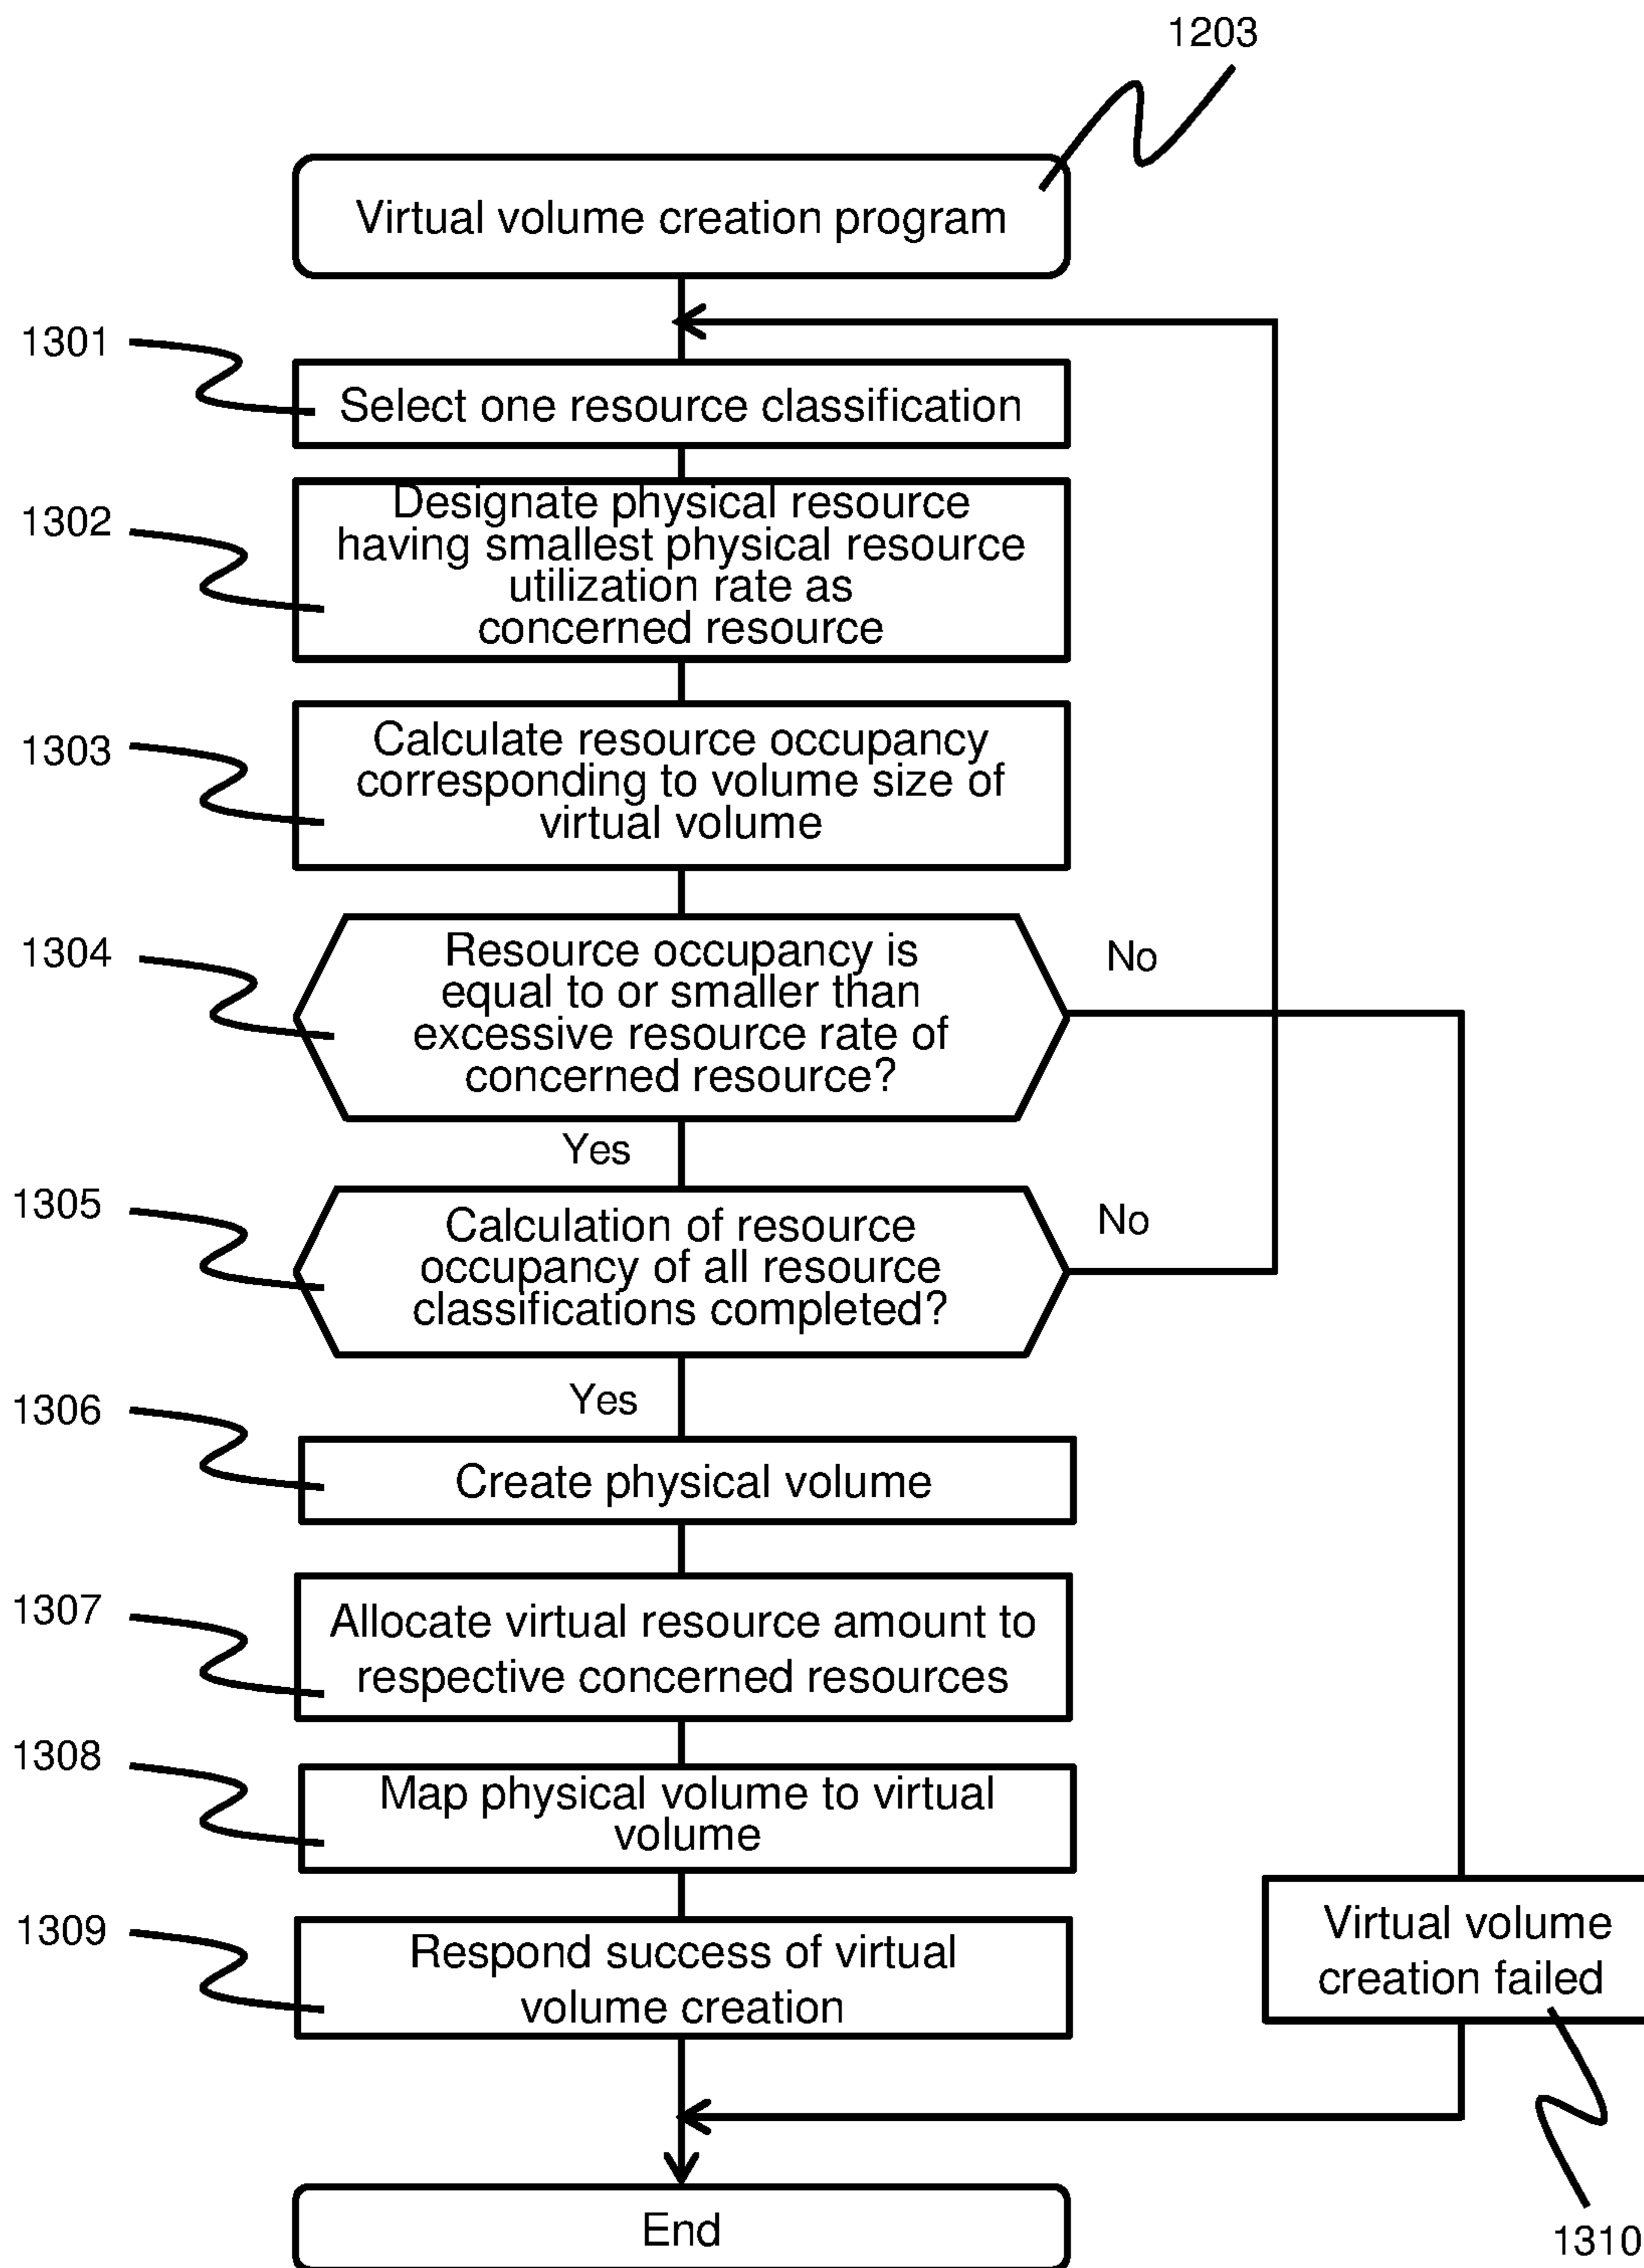 1203
Virtual volume creation program
1301
Select one resource classification
1302
Designate physical resource
having smallest physical resource
utilization rate as
concerned resource
1303
Calculate resource occupancy
corresponding to volume size of
virtual volume
1304
Resource occupancy is
equal to or smaller than
excessive resource rate of
concerned resource?
No
Yes
1305
Calculation of resource
occupancy of all resource
classifications completed?
No
Yes
1306
Create physical volume
1307
Allocate virtual resource amount to
respective concerned resources
1308
Map physical volume to virtual
volume
1309
Respond success of virtual
volume creation
Virtual volume
creation failed
1310
End